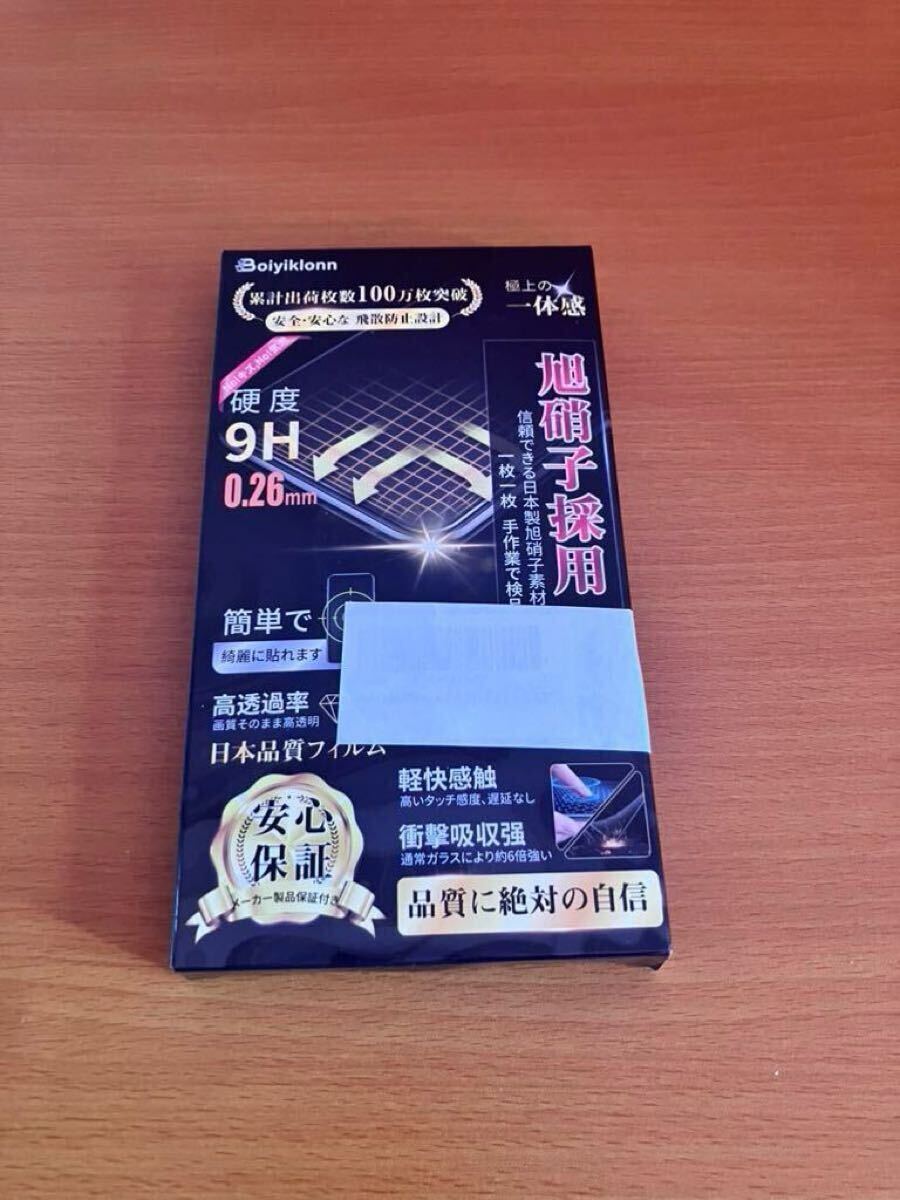 Boiyiklonn
累計出荷枚数100万枚突破
安全・安心な 飛散防止設計
極上の
一体感
旭硝子採用
信頼できる日本製旭硝子素材
一枚一枚 手作業で検品
硬度
9H
0.26mm
簡単で
綺麗に貼れます
高透過率
画質そのまま高透明
日本品質フィルム
安心
保証
メーカー製品保証付き
軽快感触
高いタッチ感度、遅延なし
衝撃吸収强
通常ガラスにより約6倍強い
品質に絶対の自信